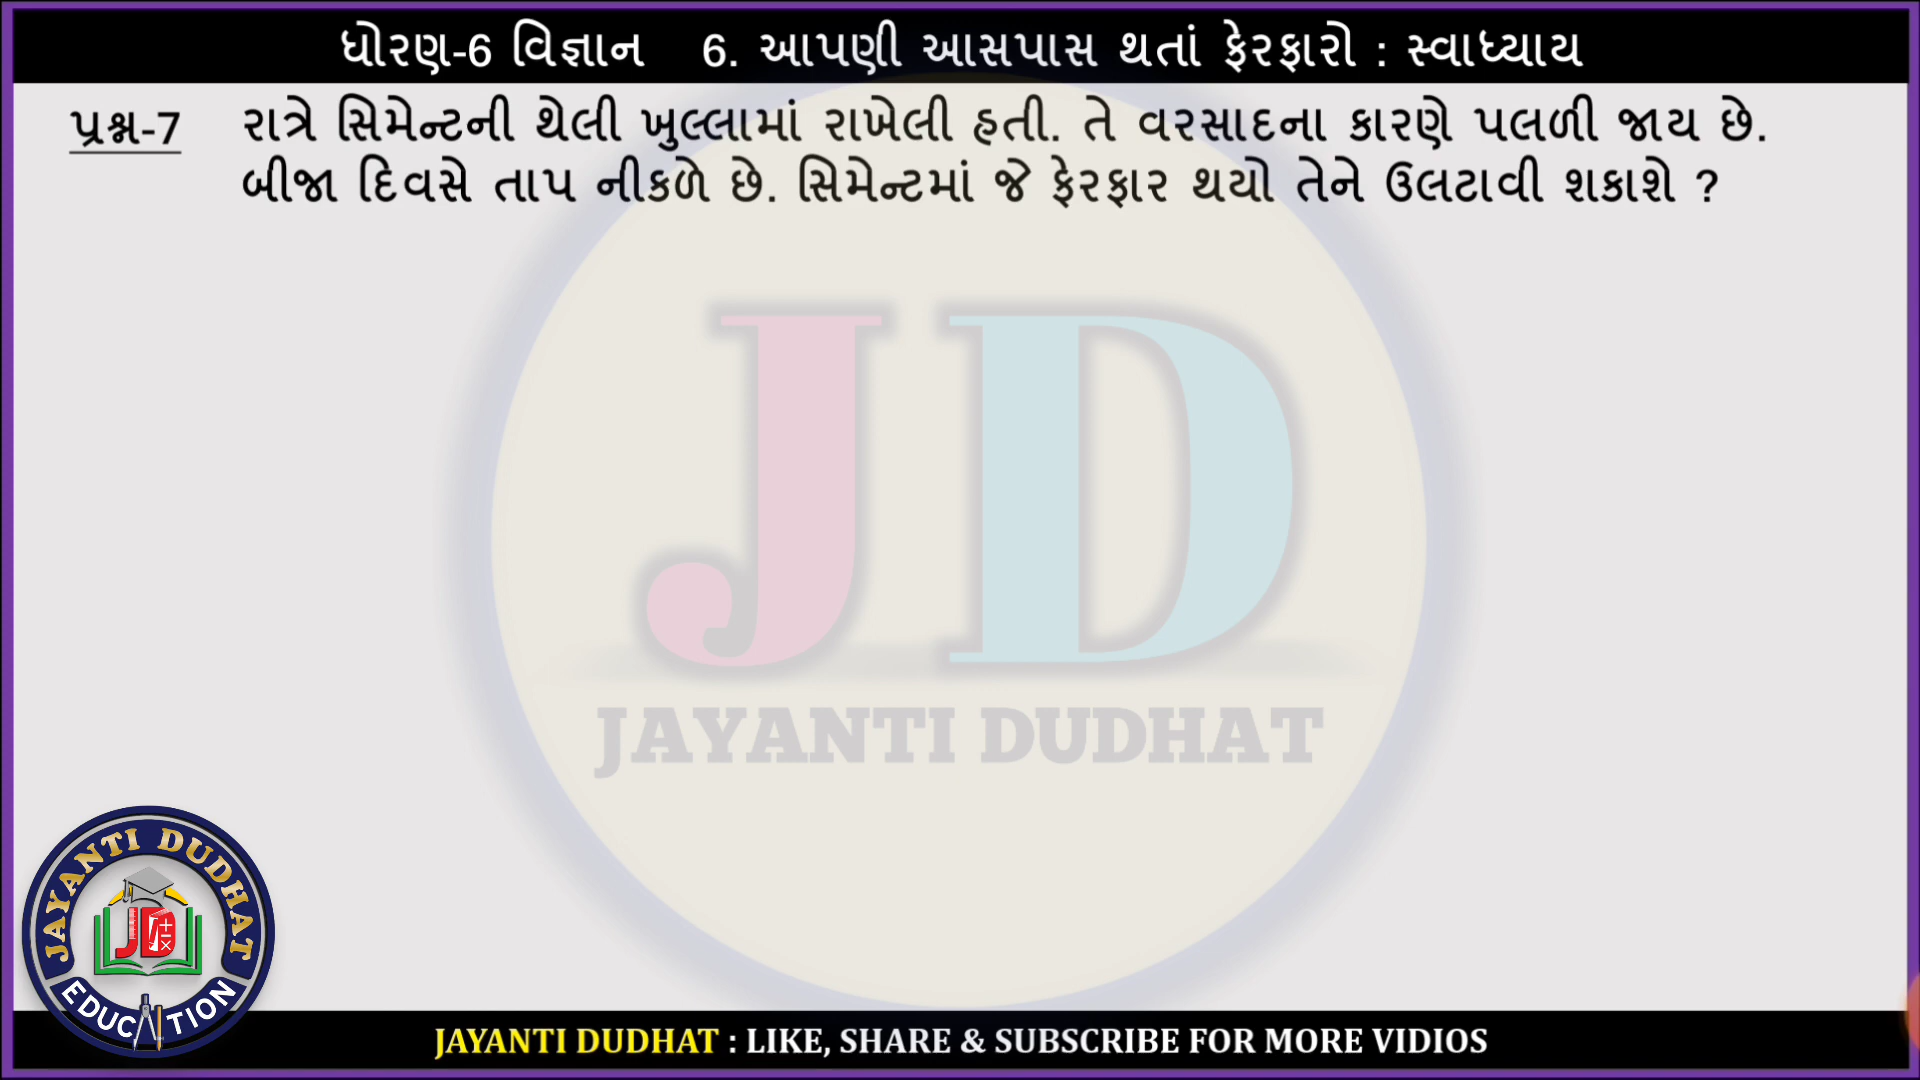 ધોરણ-6 વિજ્ઞાન 6. આપણી આસપાસ થતાં ફેરફારો : સ્વાધ્યાય
પ્રશ્ન-7 રાત્રે સિમેન્ટની થેલી ખુલ્લામાં રાખેલી હતી. તે વરસાદના કારણે પલળી જાય છે.
બીજા દિવસે તાપ નીકળે છે. સિમેન્ટમાં જે ફેરફાર થયો તેને ઉલટાવી શકાશે ?
JD
JAYANTI DUDHAT
JAYANTI DUDHAT
JD
EDUCATION
JAYANTI DUDHAT : LIKE, SHARE & SUBSCRIBE FOR MORE VIDIOS